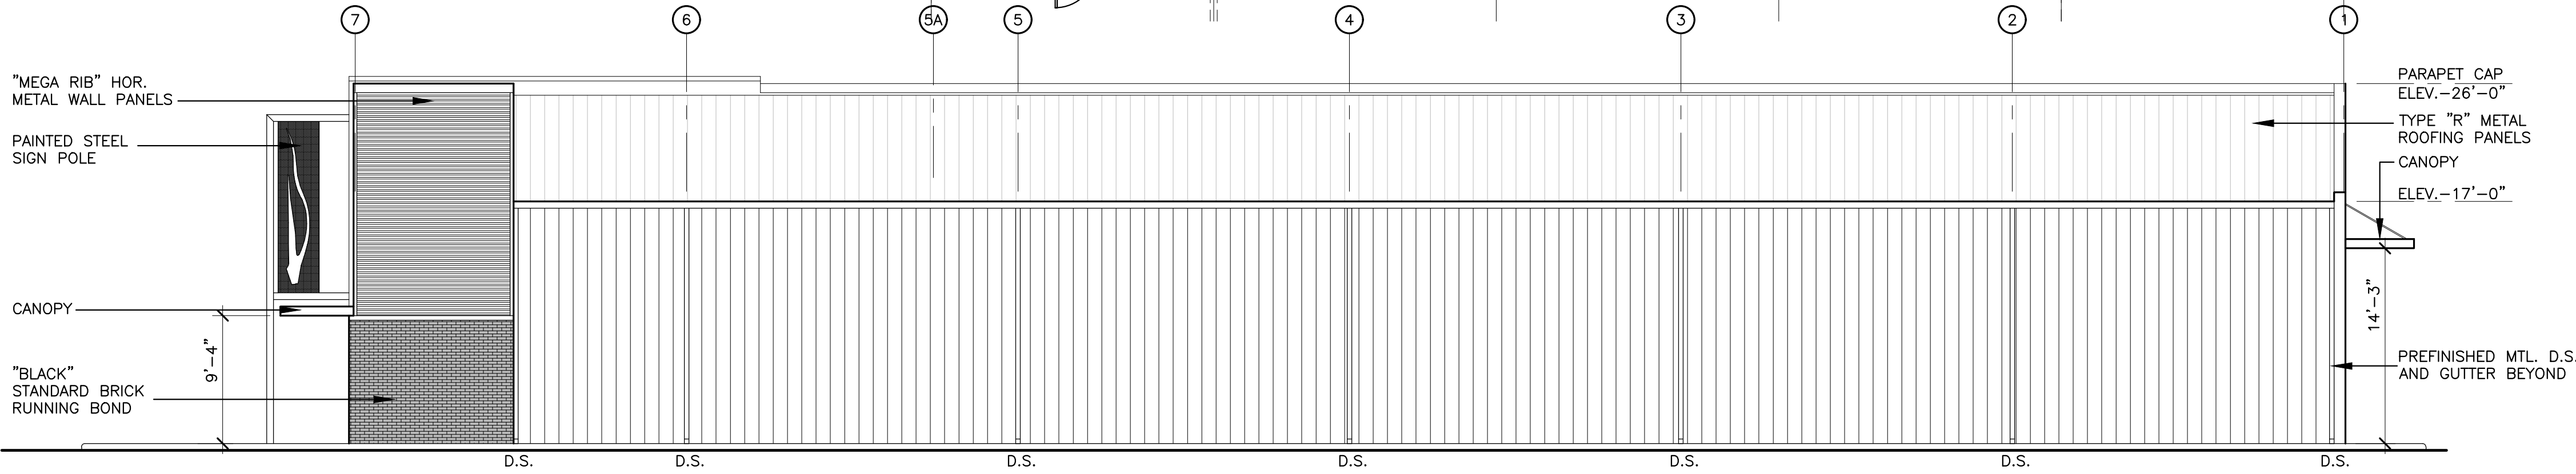 7
6
5A
5
4
3
2
1
"MEGA RIB" HOR.
METAL WALL PANELS
PAINTED STEEL
SIGN POLE
CANOPY
9'-4"
"BLACK"
STANDARD BRICK
RUNNING BOND
PARAPET CAP
ELEV.-26'-0"
TYPE "R" METAL
ROOFING PANELS
CANOPY
ELEV.-17'-0"
14'-3"
PREFINISHED MTL. D.S.
AND GUTTER BEYOND
D.S.
D.S.
D.S.
D.S.
D.S.
D.S.
D.S.